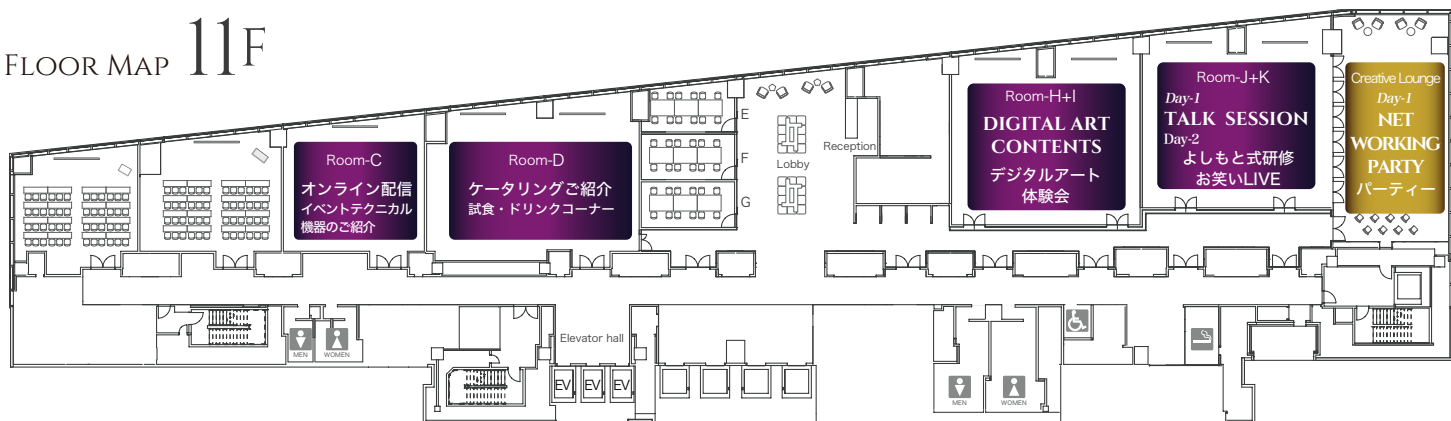 FLOOR MAP 11F
Room-C
オンライン配信
イベントテクニカル
機器のご紹介
Room-D
ケータリングご紹介
試食・ドリンクコーナー
E
F
G
Lobby
Reception
Room-H+I
DIGITAL ART
CONTENTS
デジタルアート
体験会
Room-J+K
Day-1
TALK SESSION
Day-2
よしもと式研修
お笑いLIVE
Creative Lounge
Day-1
NET
WORKING
PARTY
パーティー
MEN
WOMEN
Elevator hall
EV
EV
EV
MEN
WOMEN